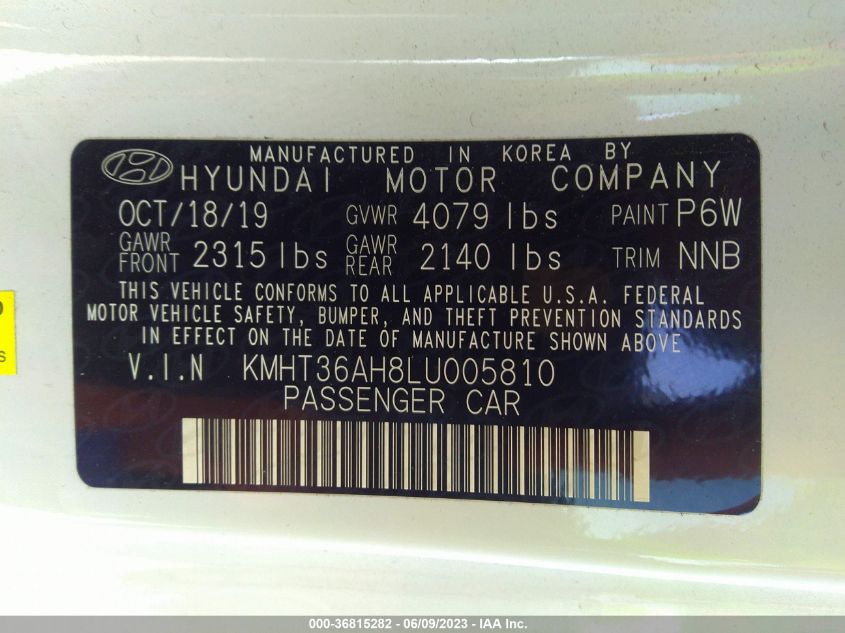 MANUFACTURED IN KOREA BY
HYUNDAI MOTOR COMPANY
OCT/18/19 GVWR 4079 lbs PAINT P6W
GAWR FRONT 2315 lbs GAWR REAR 2140 lbs TRIM NNB
THIS VEHICLE CONFORMS TO ALL APPLICABLE U.S.A. FEDERAL
MOTOR VEHICLE SAFETY, BUMPER, AND THEFT PREVENTION STANDARDS
IN EFFECT ON THE DATE OF MANUFACTURE SHOWN ABOVE
V.I.N KMHT36AH8LU005810
PASSENGER CAR
000-36815282 - 06/09/2023 - IAA Inc.